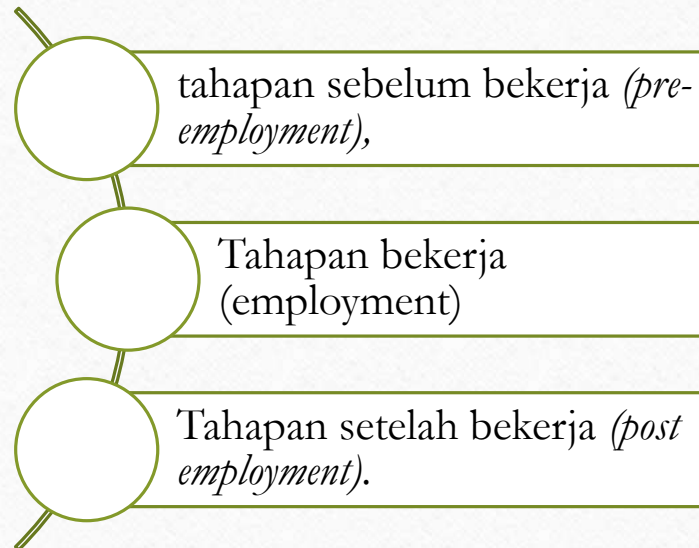 tahapan sebelum bekerja (pre-
employment),
Tahapan bekerja
(employment)
Tahapan setelah bekerja (post
employment).